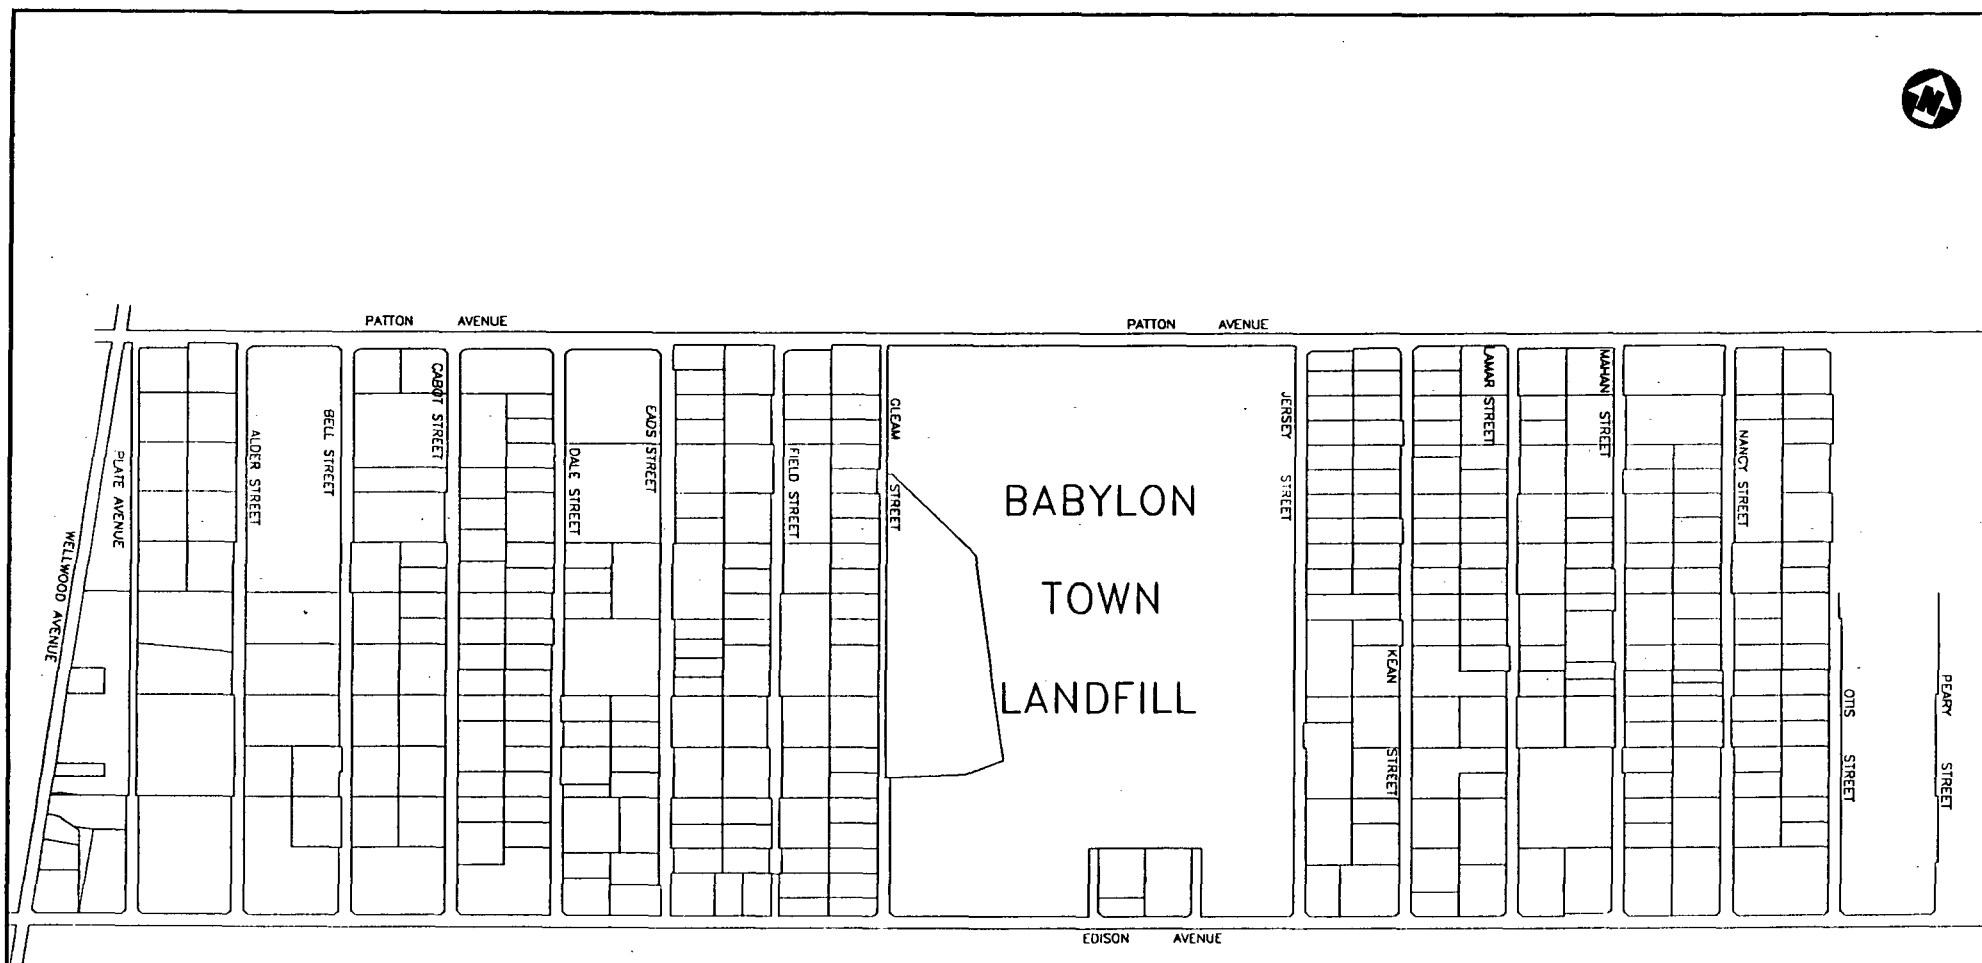 N
PATTON AVENUE
PATTON AVENUE
WELLWOOD AVENUE
PLATE AVENUE
ALDER STREET
BELL STREET
CABOT STREET
DALE STREET
EADS STREET
FIELD STREET
GLEAM STREET
BABYLON
TOWN
LANDFILL
JERSEY STREET
KEAN STREET
LAMAR STREET
MAHAN STREET
NANCY STREET
OTIS STREET
PEARY STREET
EDISON AVENUE